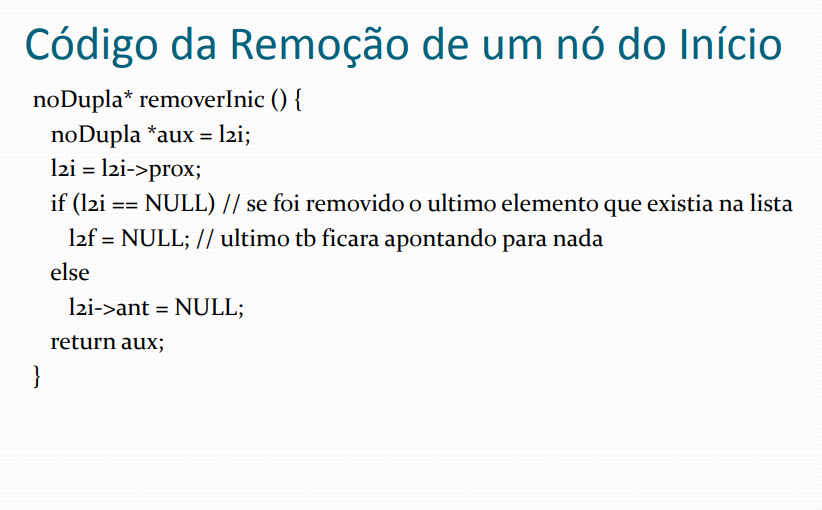 Código da Remoção de um nó do Início
noDupla* removerInic () {
noDupla *aux = l2i;
l2i = l2i->prox;
if (l2i == NULL) // se foi removido o ultimo elemento que existia na lista
l2f = NULL; // ultimo tb ficara apontando para nada
else
l2i->ant = NULL;
return aux;
}